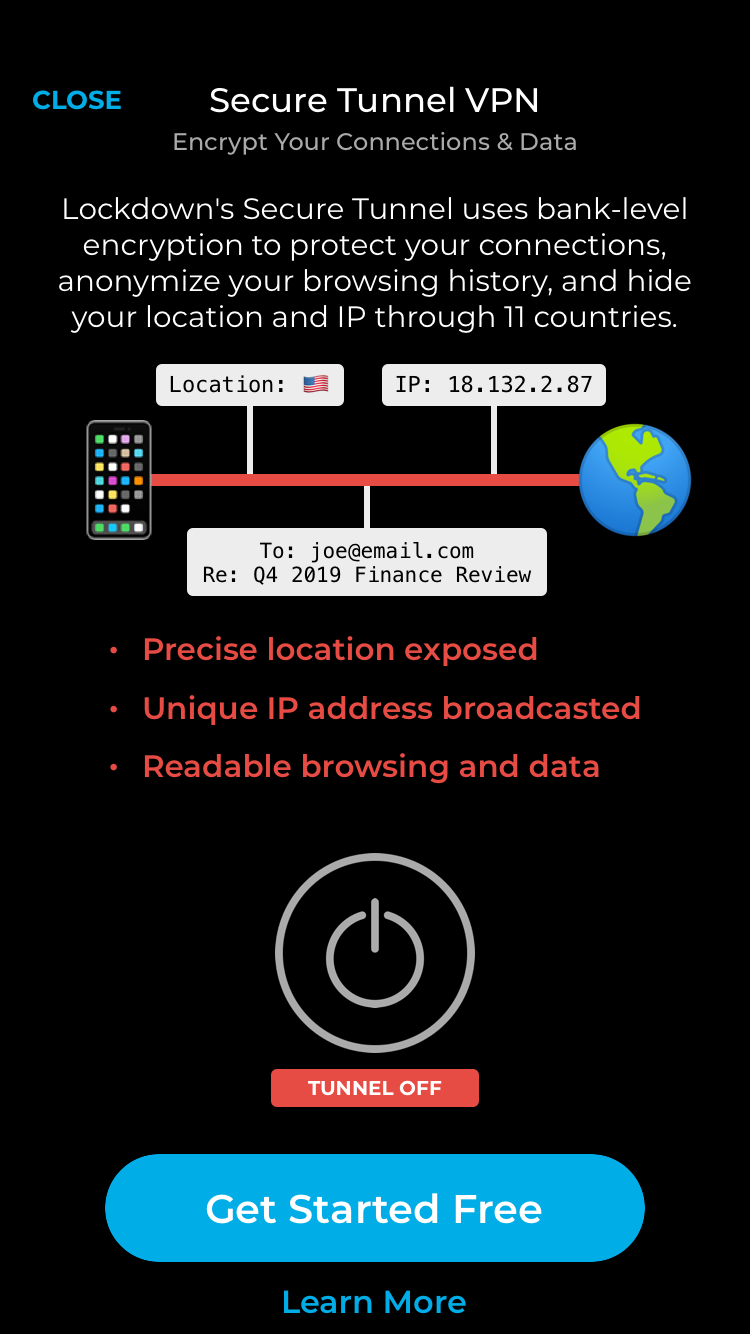 CLOSE
Secure Tunnel VPN
Encrypt Your Connections & Data
Lockdown's Secure Tunnel uses bank-level
encryption to protect your connections,
anonymize your browsing history, and hide
your location and IP through 11 countries.
Location: 🇺🇸
IP: 18.132.2.87
To: joe@email.com
Re: Q4 2019 Finance Review
• Precise location exposed
• Unique IP address broadcasted
• Readable browsing and data
TUNNEL OFF
Get Started Free
Learn More